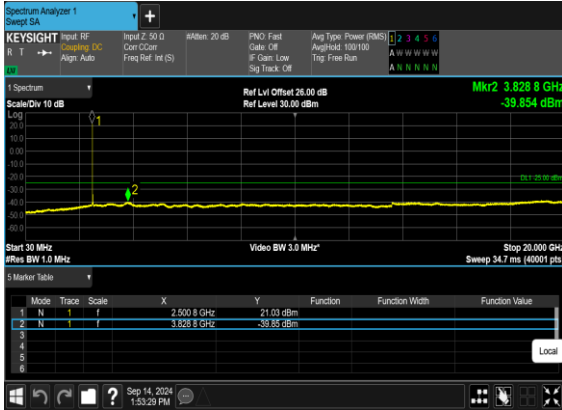 Spectrum Analyzer 1
Swept SA
+
KEYSIGHT Input: RF Input Z: 50 Ω #Atten: 20 dB PNO: Fast Avg Type: Power (RMS) 1 2 3 4 5 6
R T Coupling: DC Corr CCorr Gate: Off Avg|Hold: 100/100 A W W W W W
Align: Auto Freq Ref: Int (S) IF Gain: Low Trig: Free Run
Sig Track: Off A N N N N N
1 Spectrum Ref Lvl Offset 26.00 dB Mkr2 3.828 8 GHz
Scale/Div 10 dB Ref Level 30.00 dBm -39.854 dBm
Log
20.0
10.0
0.00
-10.0
-20.0
-30.0
-40.0
-50.0
-60.0
1
2
DL1 -25.00 dBm
Start 30 MHz Video BW 3.0 MHz* Stop 20.000 GHz
#Res BW 1.0 MHz Sweep 34.7 ms (40001 pts)
5 Marker Table
Mode Trace Scale X Y Function Function Width Function Value
1 N 1 f 2.500 8 GHz 21.03 dBm
2 N 1 f 3.828 8 GHz -39.85 dBm
3
4
5
6
Local
?
Sep 14, 2024
1:53:29 PM